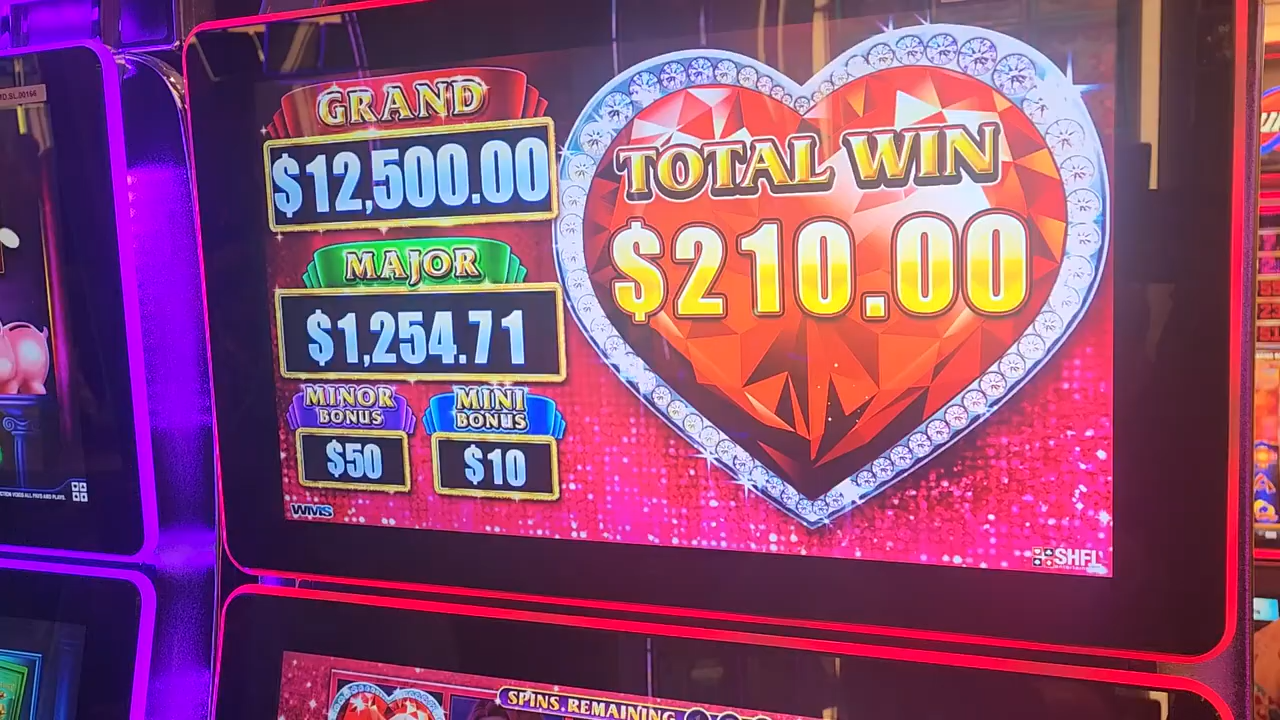 GRAND
$12,500.00
MAJOR
$1,254.71
MINOR
BONUS
$50
MINI
BONUS
$10
WMS
TOTAL WIN
$210.00
SHFL
SPINS REMAINING